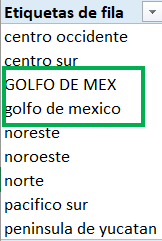 Etiquetas de fila
centro occidente
centro sur
GOLFO DE MEX
golfo de mexico
noreste
noroeste
norte
pacifico sur
peninsula de yucatan